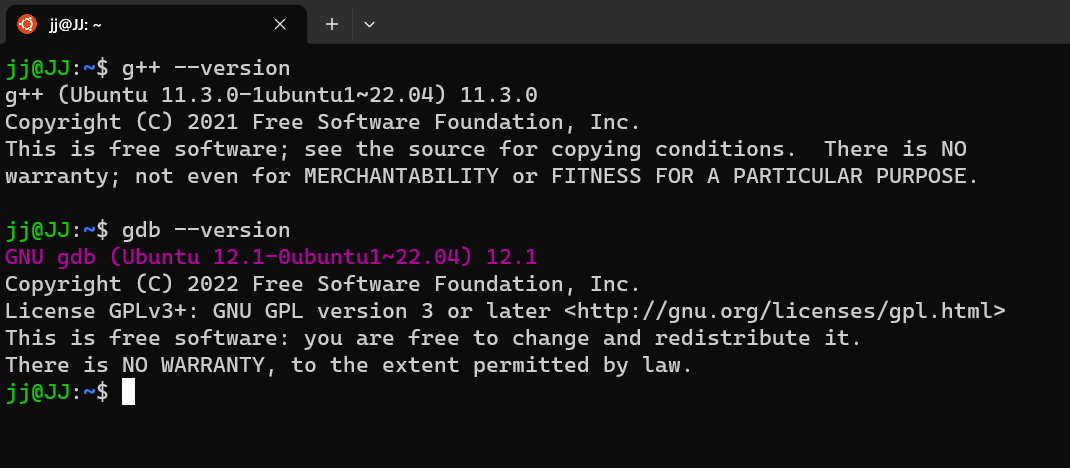 jj@JJ: ~
jj@JJ:~$ g++ --version
g++ (Ubuntu 11.3.0-1ubuntu1~22.04) 11.3.0
Copyright (C) 2021 Free Software Foundation, Inc.
This is free software; see the source for copying conditions.  There is NO
warranty; not even for MERCHANTABILITY or FITNESS FOR A PARTICULAR PURPOSE.
jj@JJ:~$ gdb --version
GNU gdb (Ubuntu 12.1-0ubuntu1~22.04) 12.1
Copyright (C) 2022 Free Software Foundation, Inc.
License GPLv3+: GNU GPL version 3 or later <http://gnu.org/licenses/gpl.html>
This is free software: you are free to change and redistribute it.
There is NO WARRANTY, to the extent permitted by law.
jj@JJ:~$